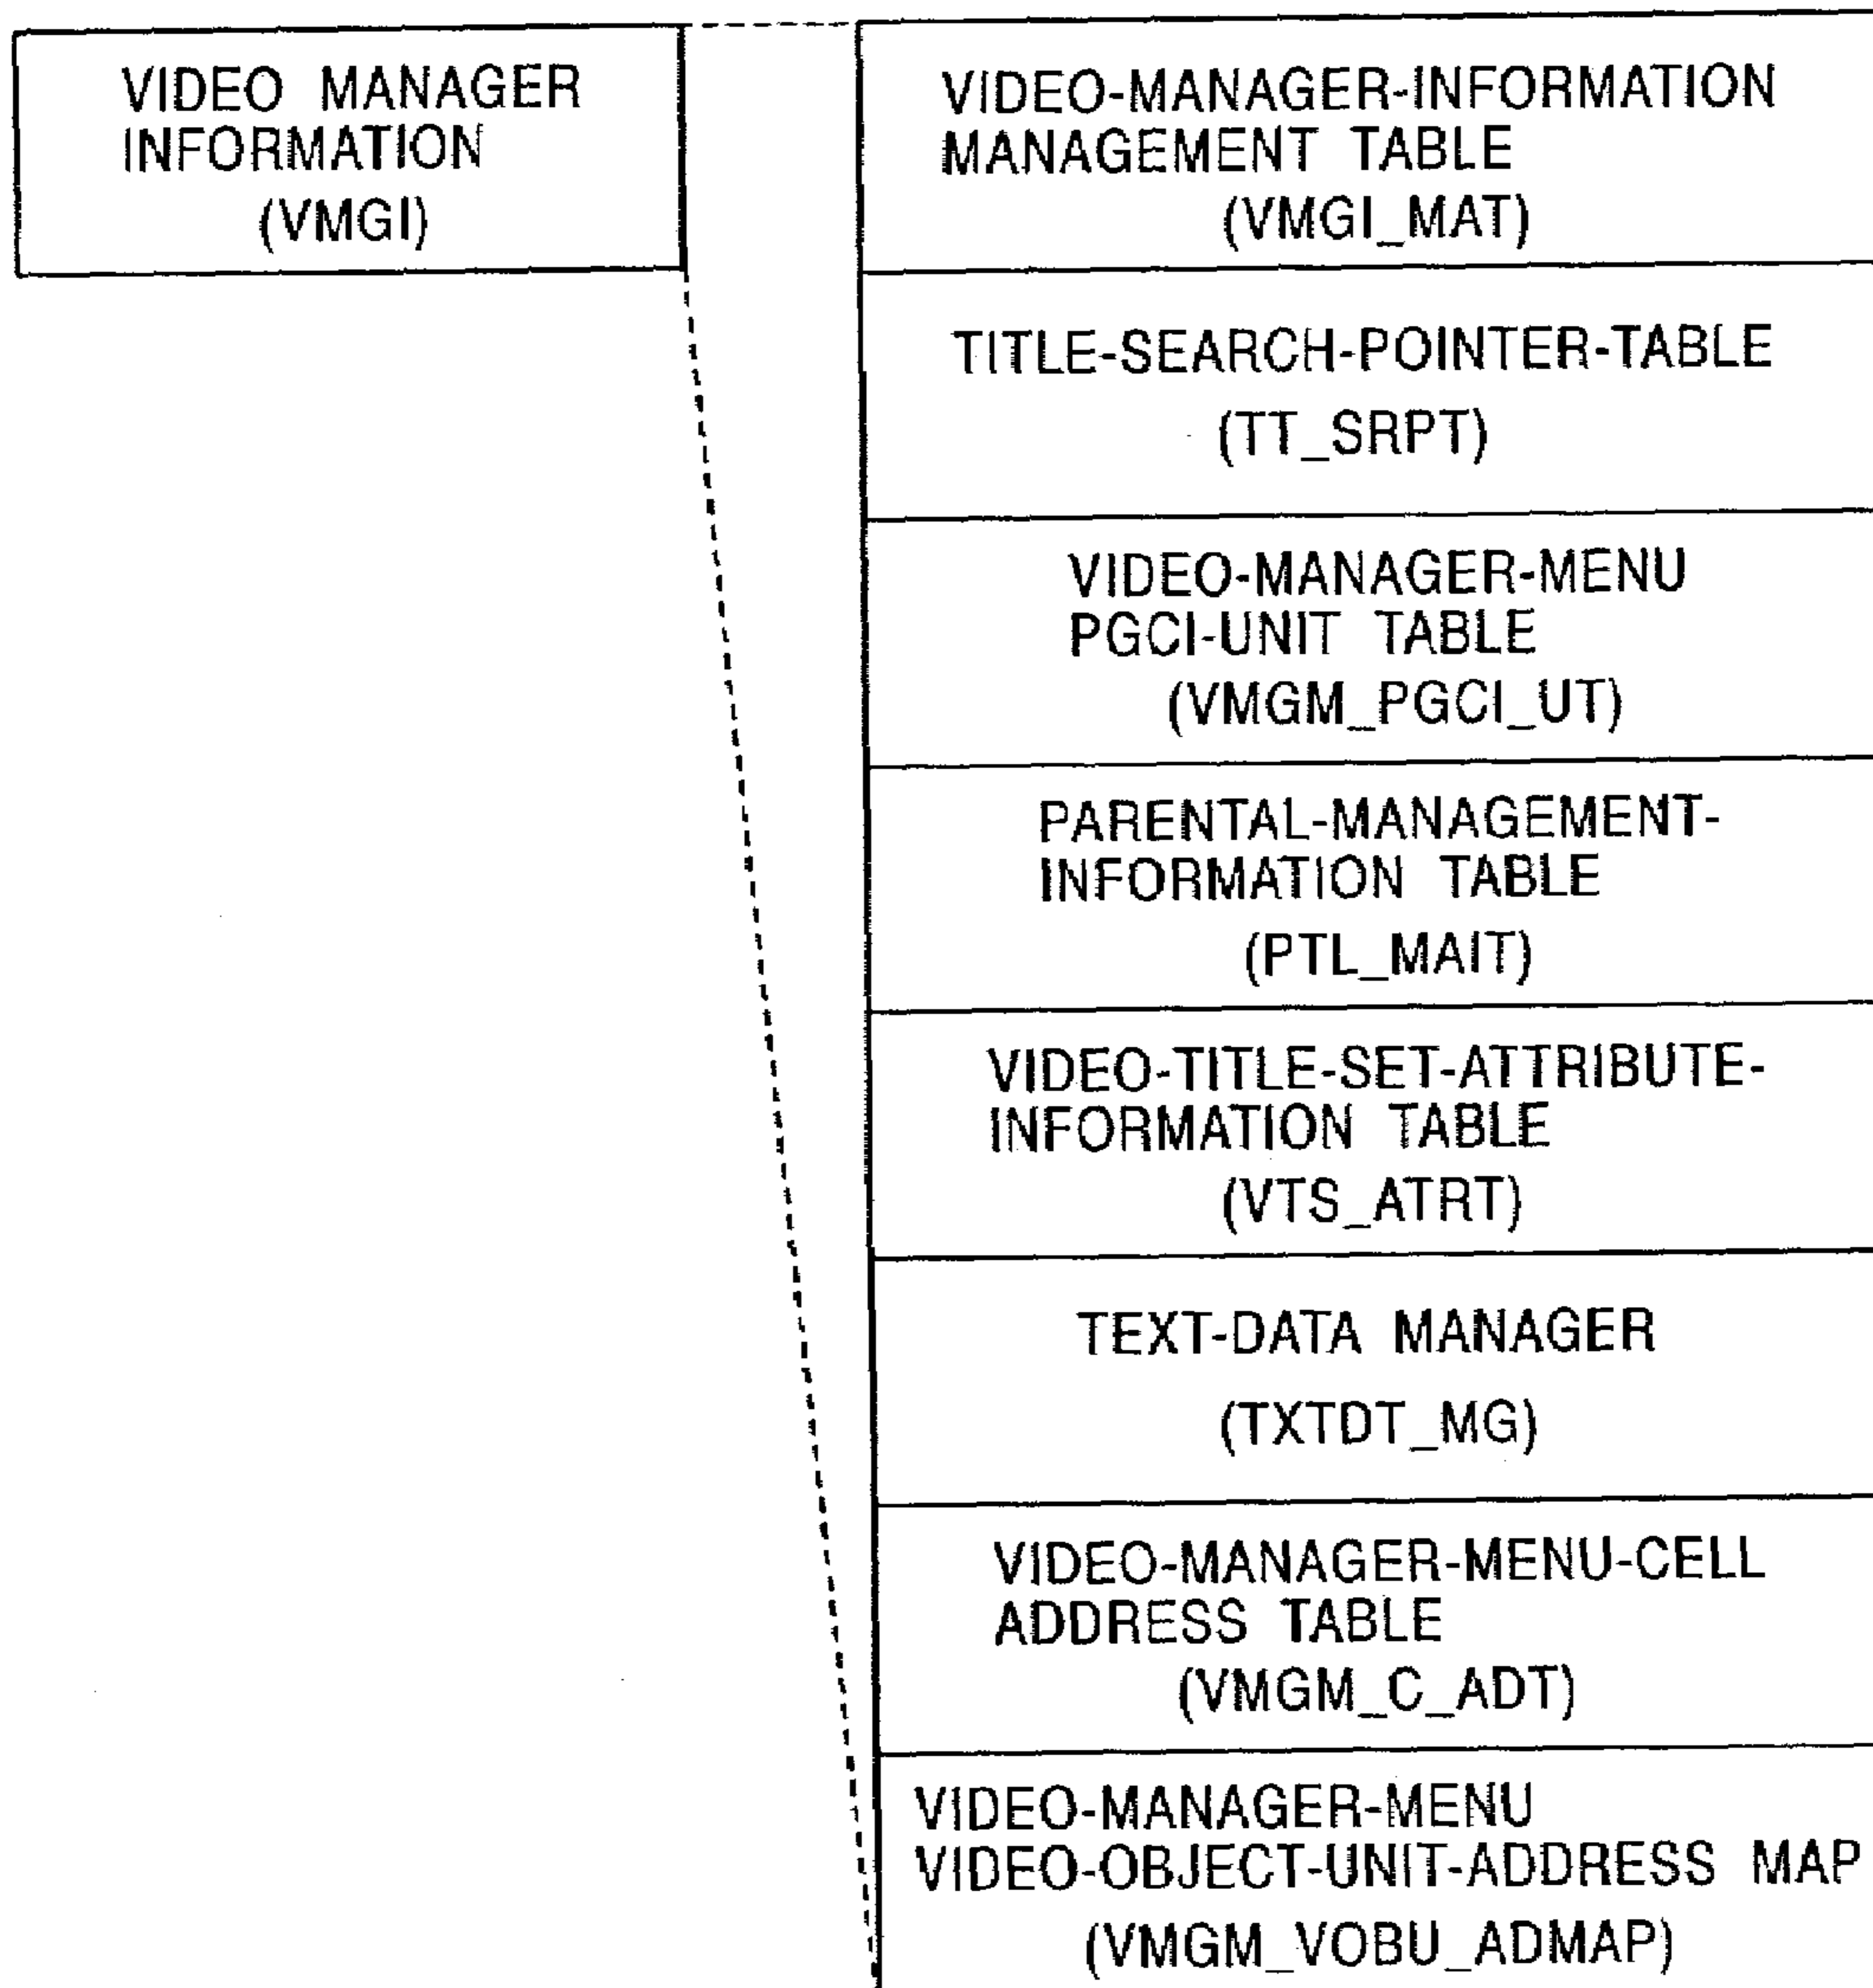 VIDEO MANAGER
INFORMATION
(VMGI)
VIDEO-MANAGER-INFORMATION
MANAGEMENT TABLE
(VMGI_MAT)
TITLE-SEARCH-POINTER-TABLE
(TT_SRPT)
VIDEO-MANAGER-MENU
PGCI-UNIT TABLE
(VMGM_PGCI_UT)
PARENTAL-MANAGEMENT-
INFORMATION TABLE
(PTL_MAIT)
VIDEO-TITLE-SET-ATTRIBUTE-
INFORMATION TABLE
(VTS_ATRT)
TEXT-DATA MANAGER
(TXTDT_MG)
VIDEO-MANAGER-MENU-CELL
ADDRESS TABLE
(VMGM_C_ADT)
VIDEO-MANAGER-MENU
VIDEO-OBJECT-UNIT-ADDRESS MAP
(VMGM_VOBU_ADMAP)